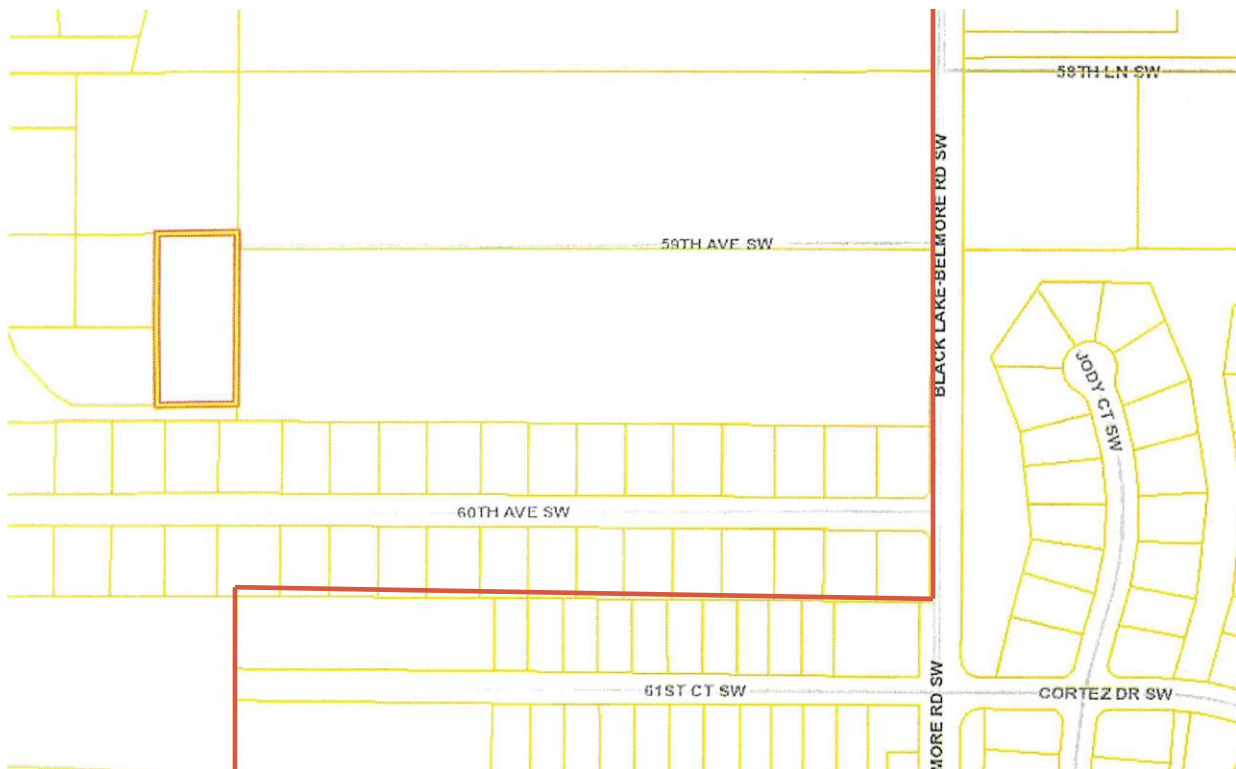 58TH LN SW
BLACK LAKE-BELMORE RD SW
59TH AVE SW
JODY CT SW
60TH AVE SW
61ST CT SW
CORTEZ DR SW
MORE RD SW